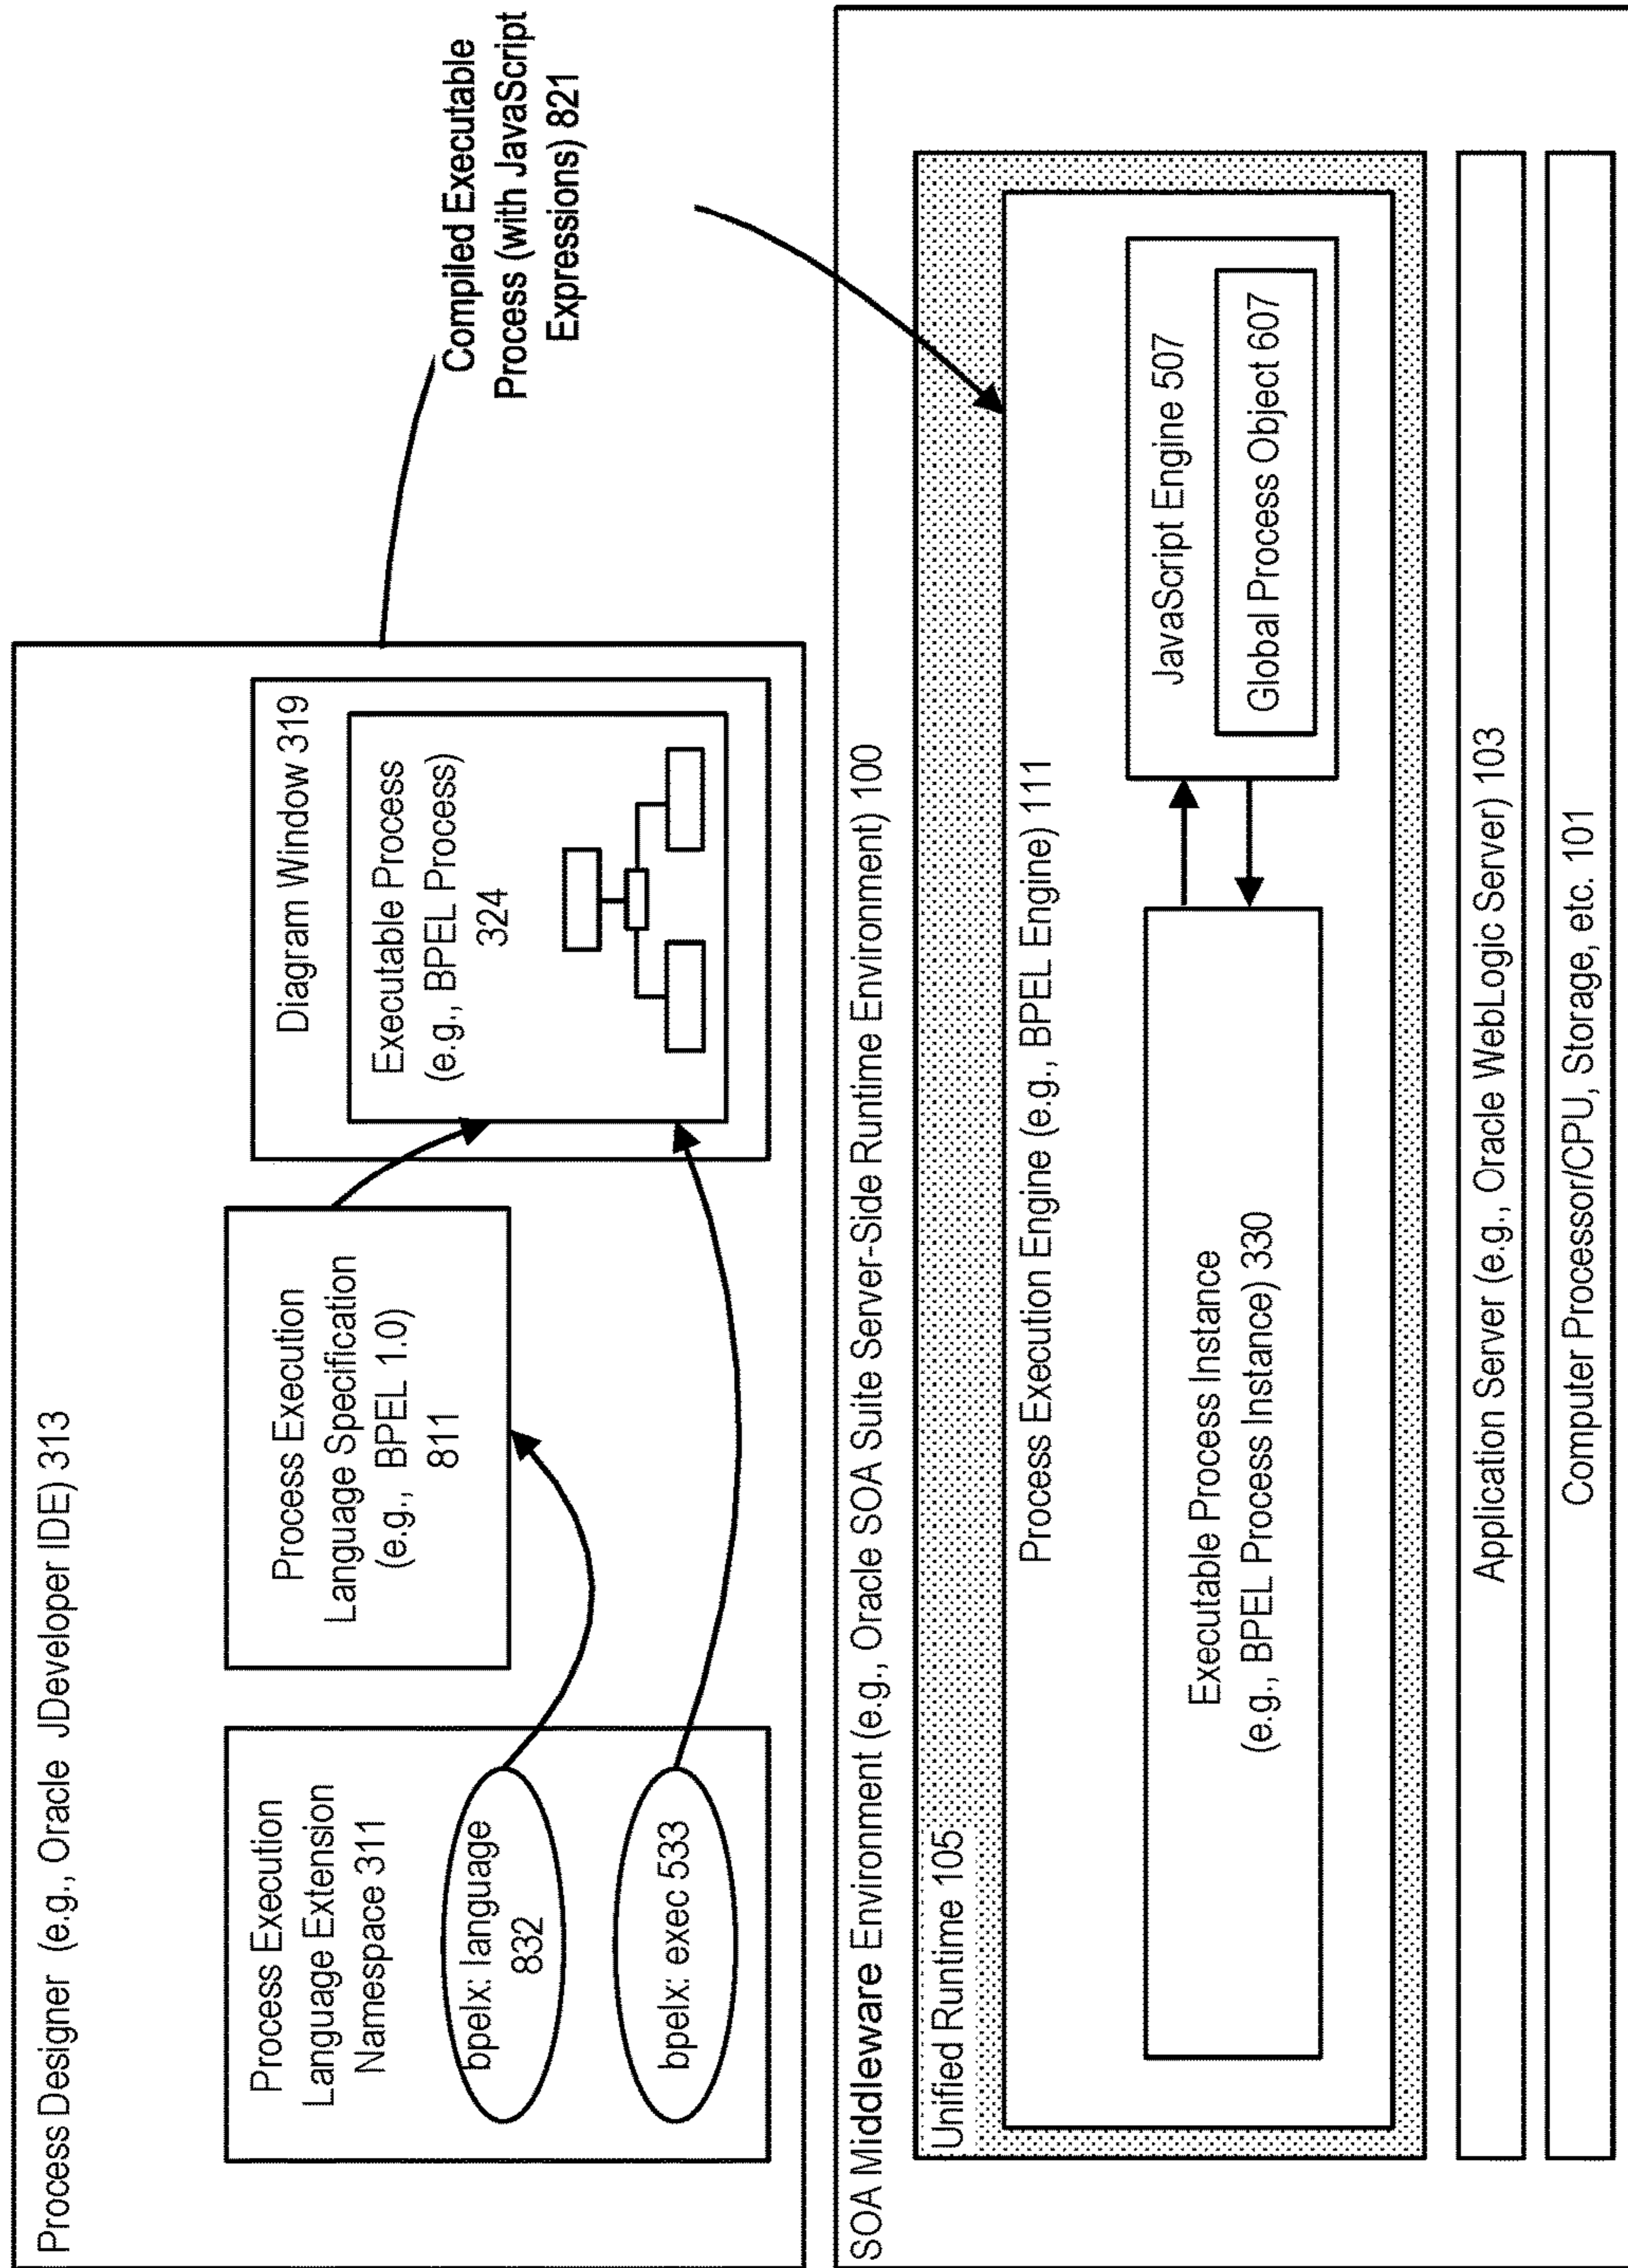 Process Designer (e.g., Oracle JDeveloper IDE) 313
Process Execution
Language Extension
Namespace 311
bpelx: language
832
bpelx: exec 533
Process Execution
Language Specification
(e.g., BPEL 1.0)
811
Diagram Window 319
Executable Process
(e.g., BPEL Process)
324
Compiled Executable
Process (with JavaScript
Expressions) 821
SOA Middleware Environment (e.g., Oracle SOA Suite Server-Side Runtime Environment) 100
Unified Runtime 105
Process Execution Engine (e.g., BPEL Engine) 111
Executable Process Instance
(e.g., BPEL Process Instance) 330
JavaScript Engine 507
Global Process Object 607
Application Server (e.g., Oracle WebLogic Server) 103
Computer Processor/CPU, Storage, etc. 101